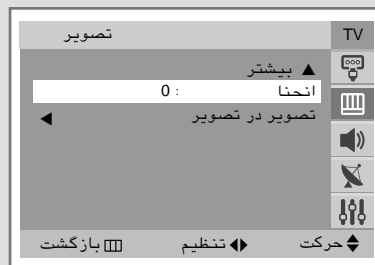 تصویر
TV
▲ بیشتر
انحنا : 0
تصویر در تصویر ◀
حرکت تنظیم بازگشت